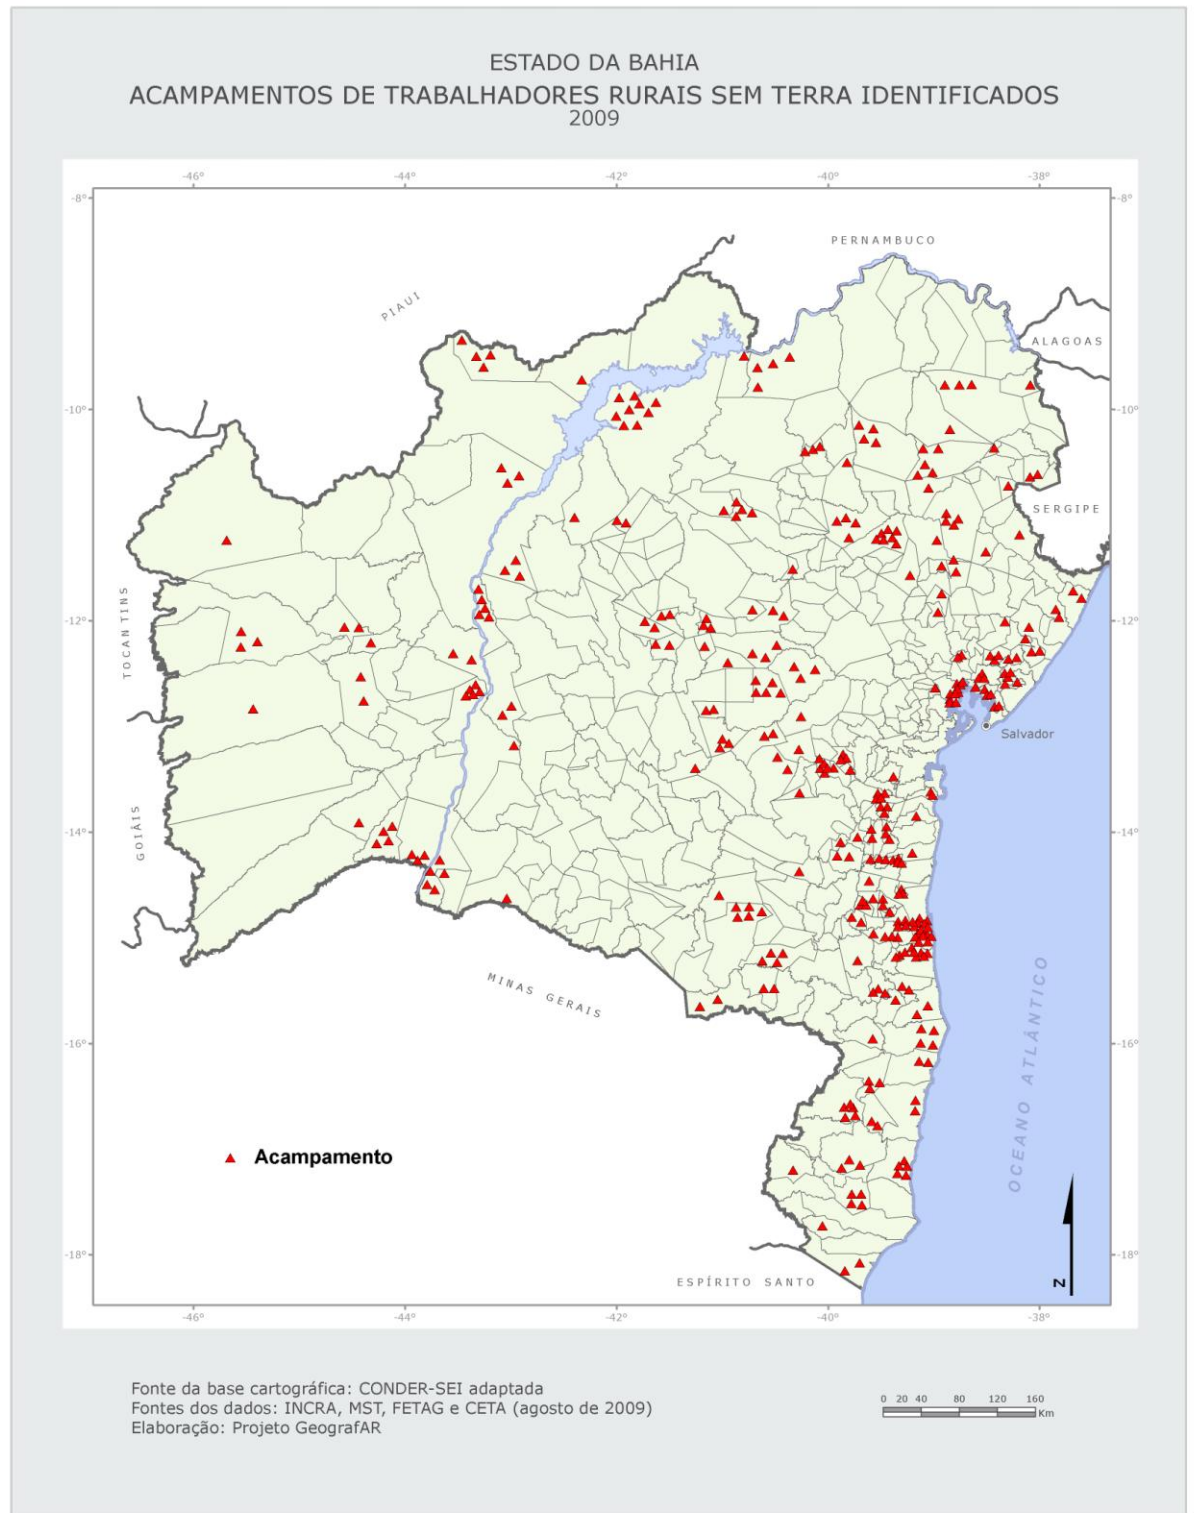 ESTADO DA BAHIA
ACAMPAMENTOS DE TRABALHADORES RURAIS SEM TERRA IDENTIFICADOS
2009
-46° -44° -42° -40° -38°
-8° -8°
PERNAMBUCO
PIAUI
ALAGOAS
-10° -10°
SERGIPE
TOCANTINS
-12° -12°
Salvador
GOIÁIS
-14° -14°
MINAS GERAIS
OCEANO ATLÂNTICO
-16° -16°
Acampamento
-18° -18°
ESPÍRITO SANTO
N
-46° -44° -42° -40° -38°
Fonte da base cartográfica: CONDER-SEI adaptada
Fontes dos dados: INCRA, MST, FETAG e CETA (agosto de 2009)
Elaboração: Projeto GeografAR
0 20 40 80 120 160
Km